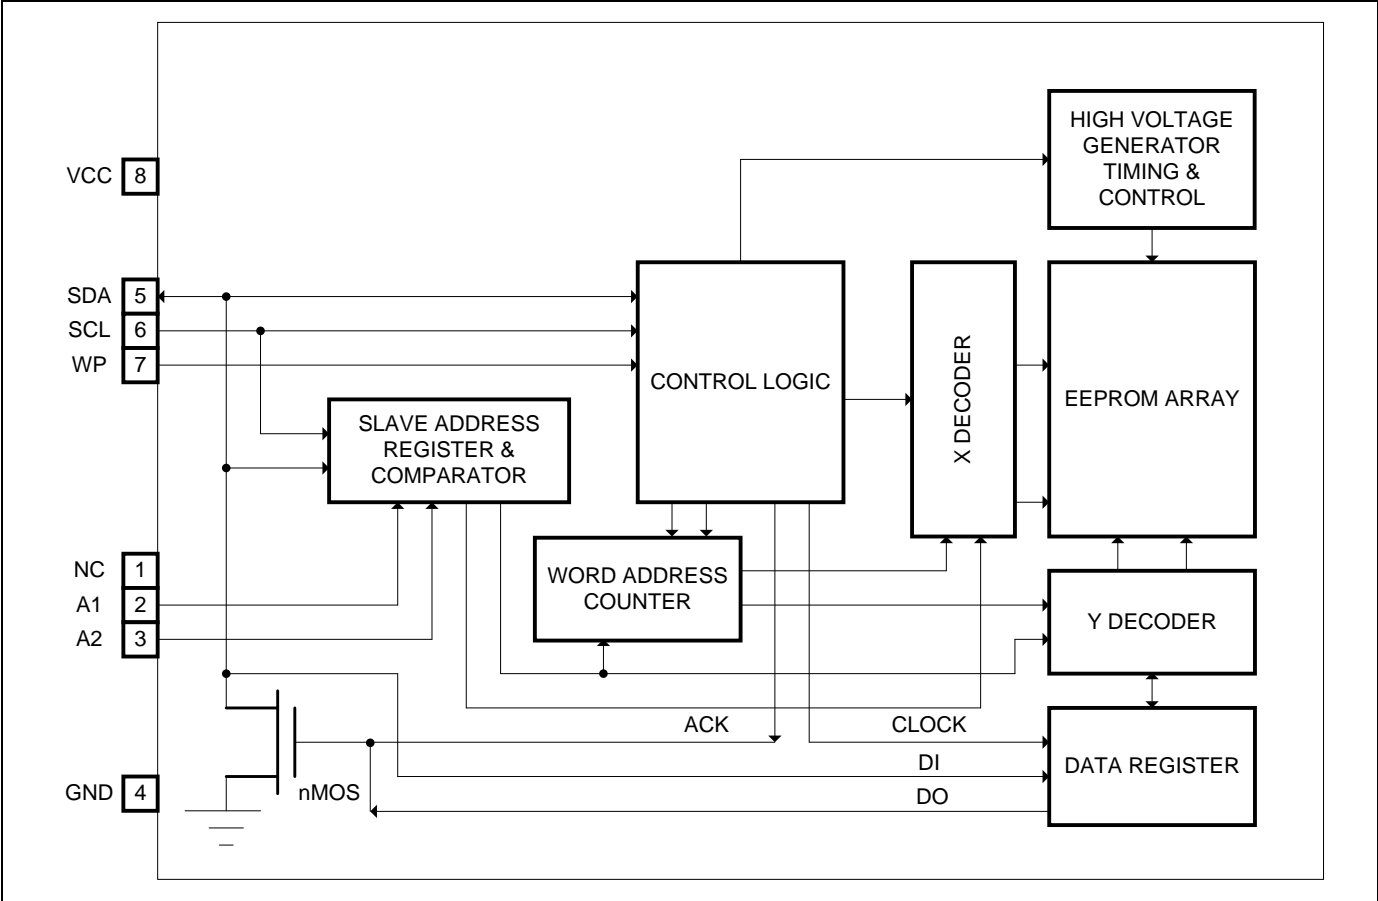 HIGH VOLTAGE
GENERATOR
TIMING &
CONTROL
VCC 8
SDA 5
SCL 6
WP 7
CONTROL LOGIC
X DECODER
EEPROM ARRAY
SLAVE ADDRESS
REGISTER &
COMPARATOR
NC 1
A1 2
A2 3
WORD ADDRESS
COUNTER
Y DECODER
ACK
CLOCK
DI
DO
DATA REGISTER
GND 4
nMOS